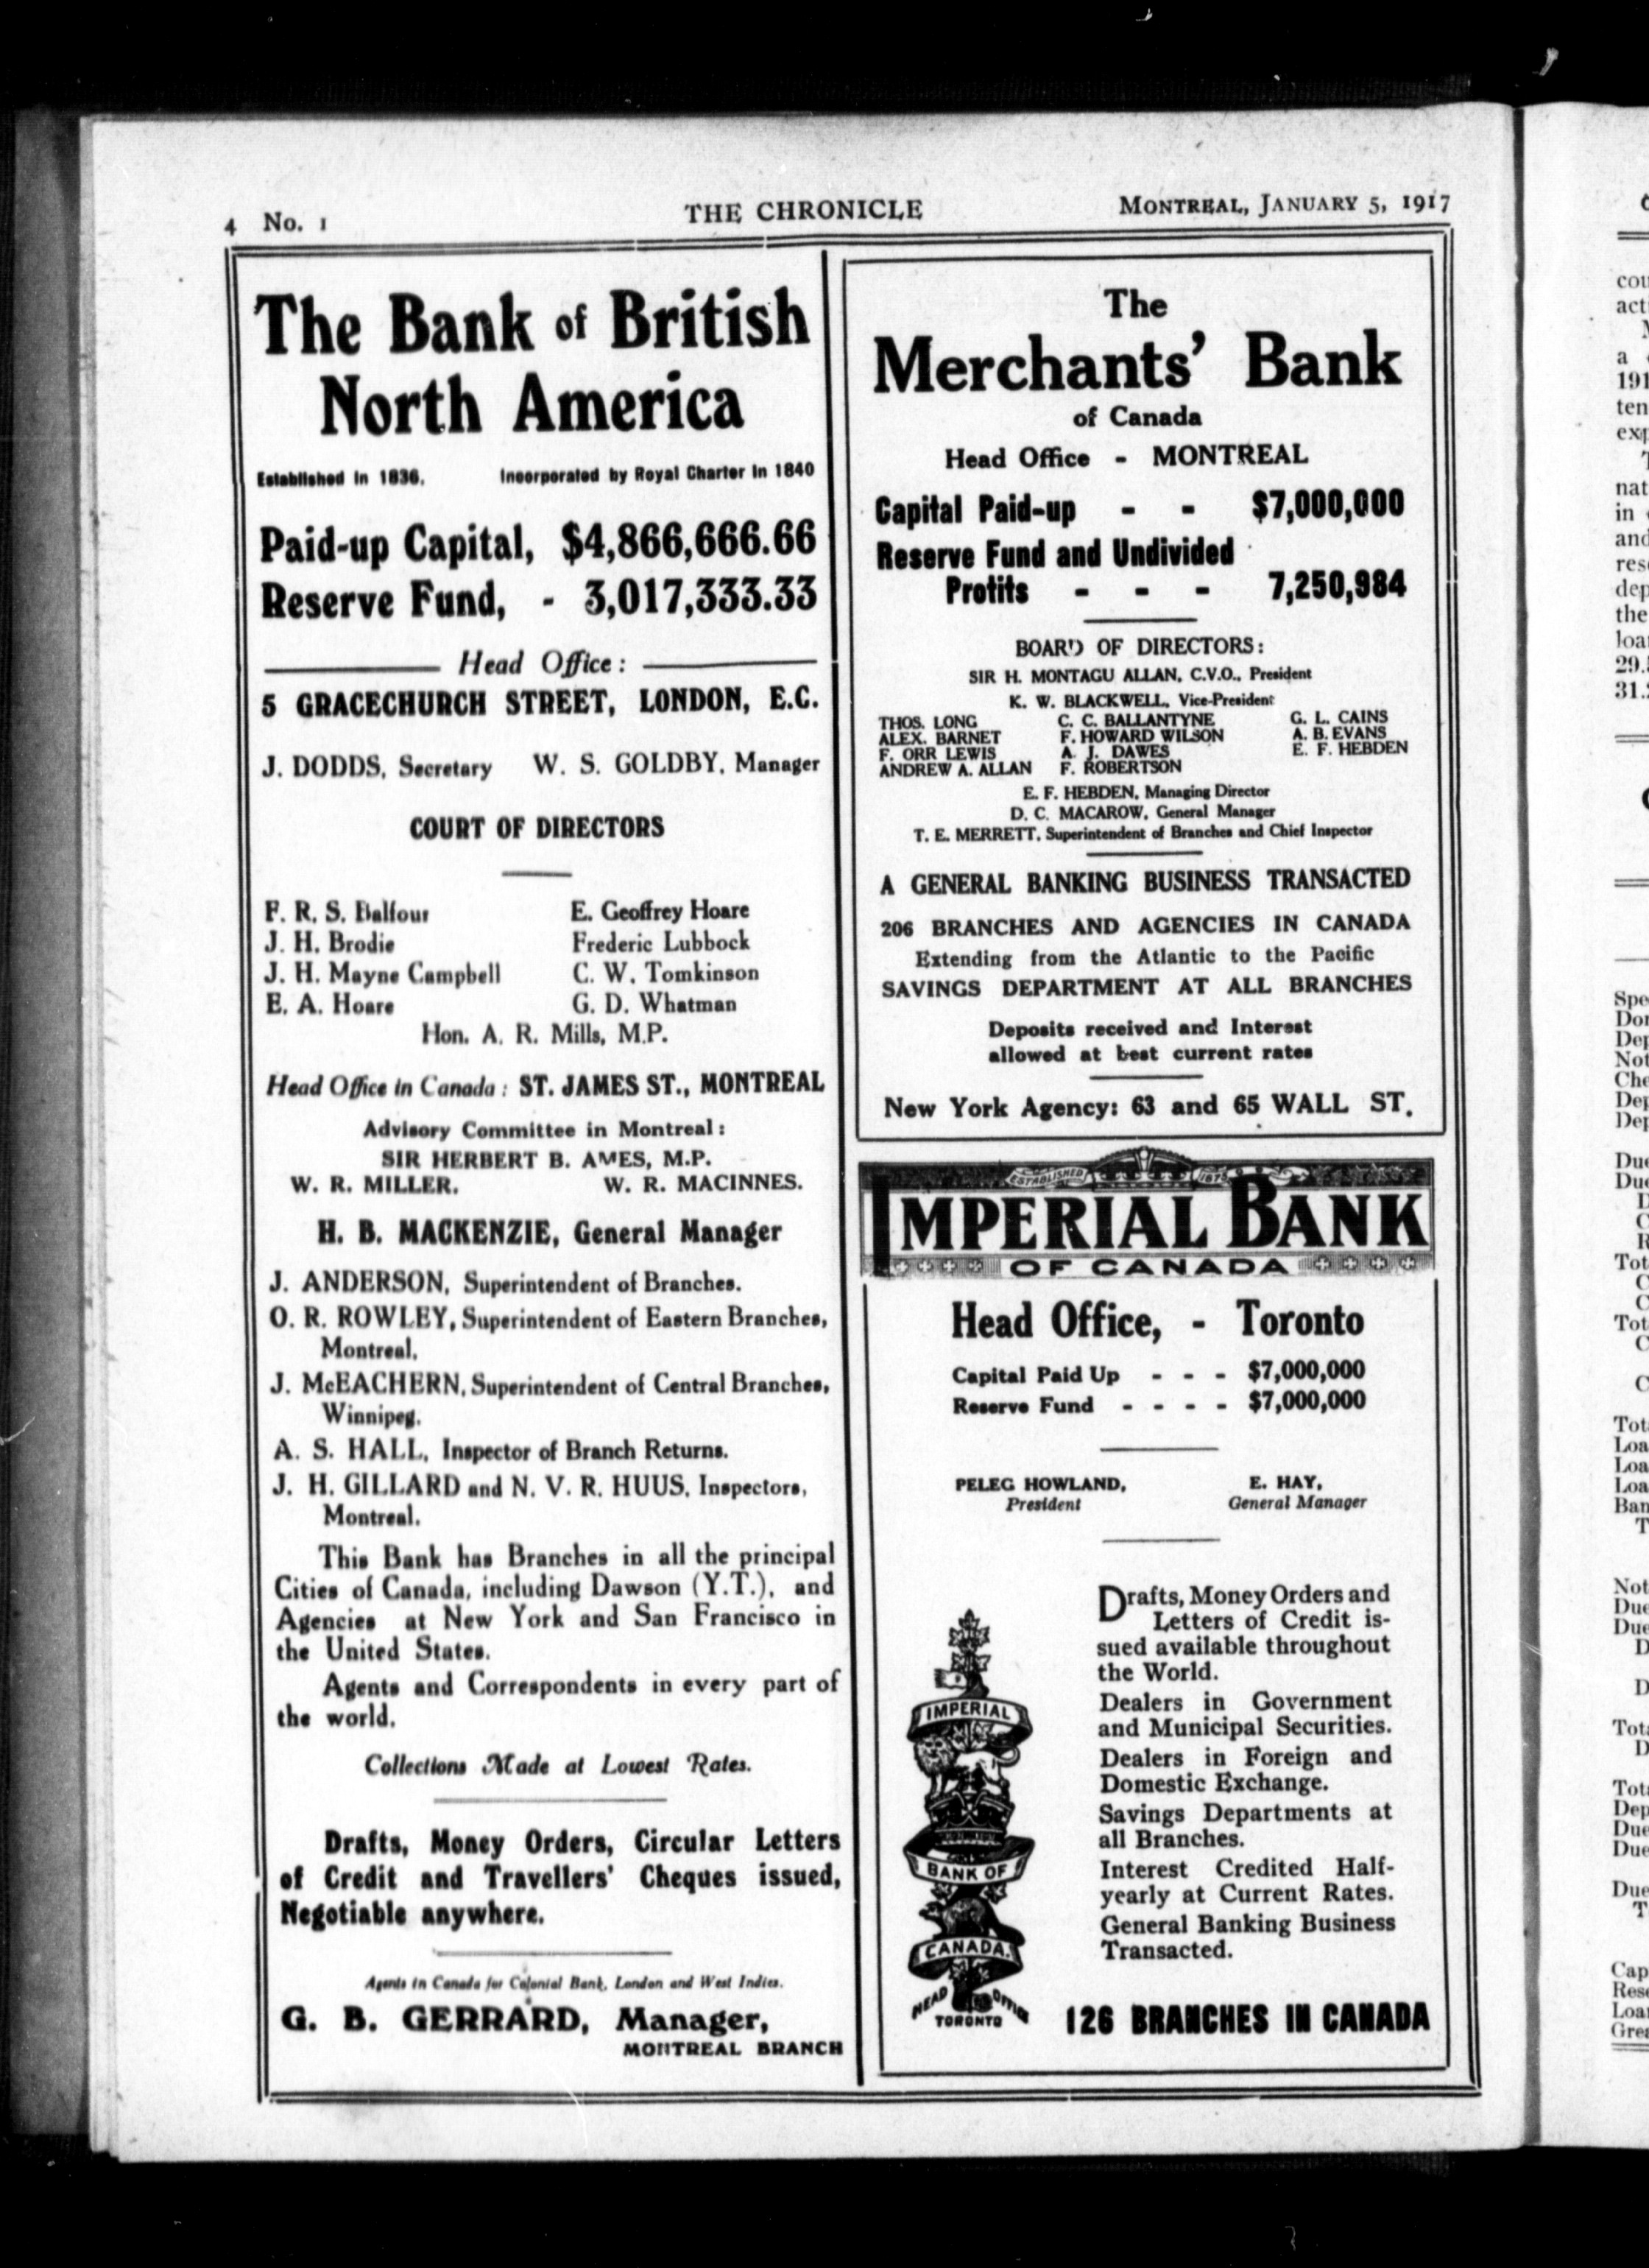 4 No. 1
THE CHRONICLE
MONTREAL, JANUARY 5, 1917
The Bank of British
North America
Established in 1836. Incorporated by Royal Charter in 1840
Paid-up Capital, $4,866,666.66
Reserve Fund, - 3,017,333.33
Head Office:
5 GRACECHURCH STREET, LONDON, E.C.
J. DODDS, Secretary W. S. GOLDBY, Manager
COURT OF DIRECTORS
F. R. S. Balfour E. Geoffrey Hoare
J. H. Brodie Frederic Lubbock
J. H. Mayne Campbell C. W. Tomkinson
E. A. Hoare G. D. Whatman
Hon. A. R. Mills, M.P.
Head Office in Canada: ST. JAMES ST., MONTREAL
Advisory Committee in Montreal:
SIR HERBERT B. AMES, M.P.
W. R. MILLER. W. R. MACINNES.
H. B. MACKENZIE, General Manager
J. ANDERSON, Superintendent of Branches.
O. R. ROWLEY, Superintendent of Eastern Branches,
Montreal.
J. McEACHERN, Superintendent of Central Branches,
Winnipeg.
A. S. HALL, Inspector of Branch Returns.
J. H. GILLARD and N. V. R. HUUS, Inspectors,
Montreal.
This Bank has Branches in all the principal
Cities of Canada, including Dawson (Y.T.), and
Agencies at New York and San Francisco in
the United States.
Agents and Correspondents in every part of
the world.
Collections Made at Lowest Rates.
Drafts, Money Orders, Circular Letters
of Credit and Travellers' Cheques issued,
Negotiable anywhere.
Agents in Canada for Colonial Bank, London and West Indies.
G. B. GERRARD, Manager,
MONTREAL BRANCH
The
Merchants' Bank
of Canada
Head Office - MONTREAL
Capital Paid-up - - $7,000,000
Reserve Fund and Undivided
Profits - - - 7,250,984
BOARD OF DIRECTORS:
SIR H. MONTAGU ALLAN, C.V.O., President
K. W. BLACKWELL, Vice-President
THOS. LONG C. C. BALLANTYNE G. L. CAINS
ALEX. BARNET F. HOWARD WILSON A. B. EVANS
F. ORR LEWIS A. J. DAWES E. F. HEBDEN
ANDREW A. ALLAN F. ROBERTSON
E. F. HEBDEN, Managing Director
D. C. MACAROW, General Manager
T. E. MERRETT, Superintendent of Branches and Chief Inspector
A GENERAL BANKING BUSINESS TRANSACTED
206 BRANCHES AND AGENCIES IN CANADA
Extending from the Atlantic to the Pacific
SAVINGS DEPARTMENT AT ALL BRANCHES
Deposits received and Interest
allowed at best current rates
New York Agency: 63 and 65 WALL ST.
ESTABLISHED 1875
IMPERIAL BANK
OF CANADA
Head Office, - Toronto
Capital Paid Up - - - $7,000,000
Reserve Fund - - - - $7,000,000
PELEG HOWLAND, E. HAY,
President General Manager
Drafts, Money Orders and
Letters of Credit is-
sued available throughout
the World.
Dealers in Government
and Municipal Securities.
Dealers in Foreign and
Domestic Exchange.
Savings Departments at
all Branches.
Interest Credited Half-
yearly at Current Rates.
General Banking Business
Transacted.
IMPERIAL
BANK OF
CANADA.
HEAD OFFICE
TORONTO
126 BRANCHES IN CANADA